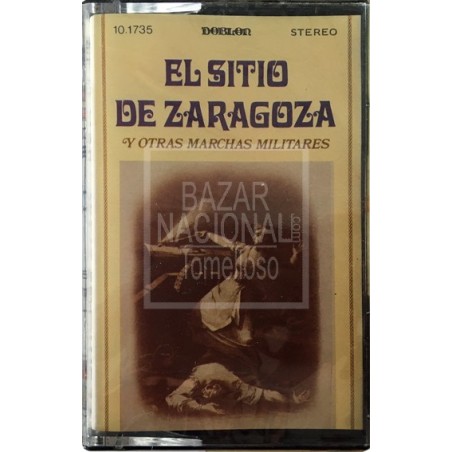 10.1735 DOBLON STEREO
EL SITIO
DE ZARAGOZA
Y OTRAS MARCHAS MILITARES
BAZAR
NACIONAL.com
Tomelloso